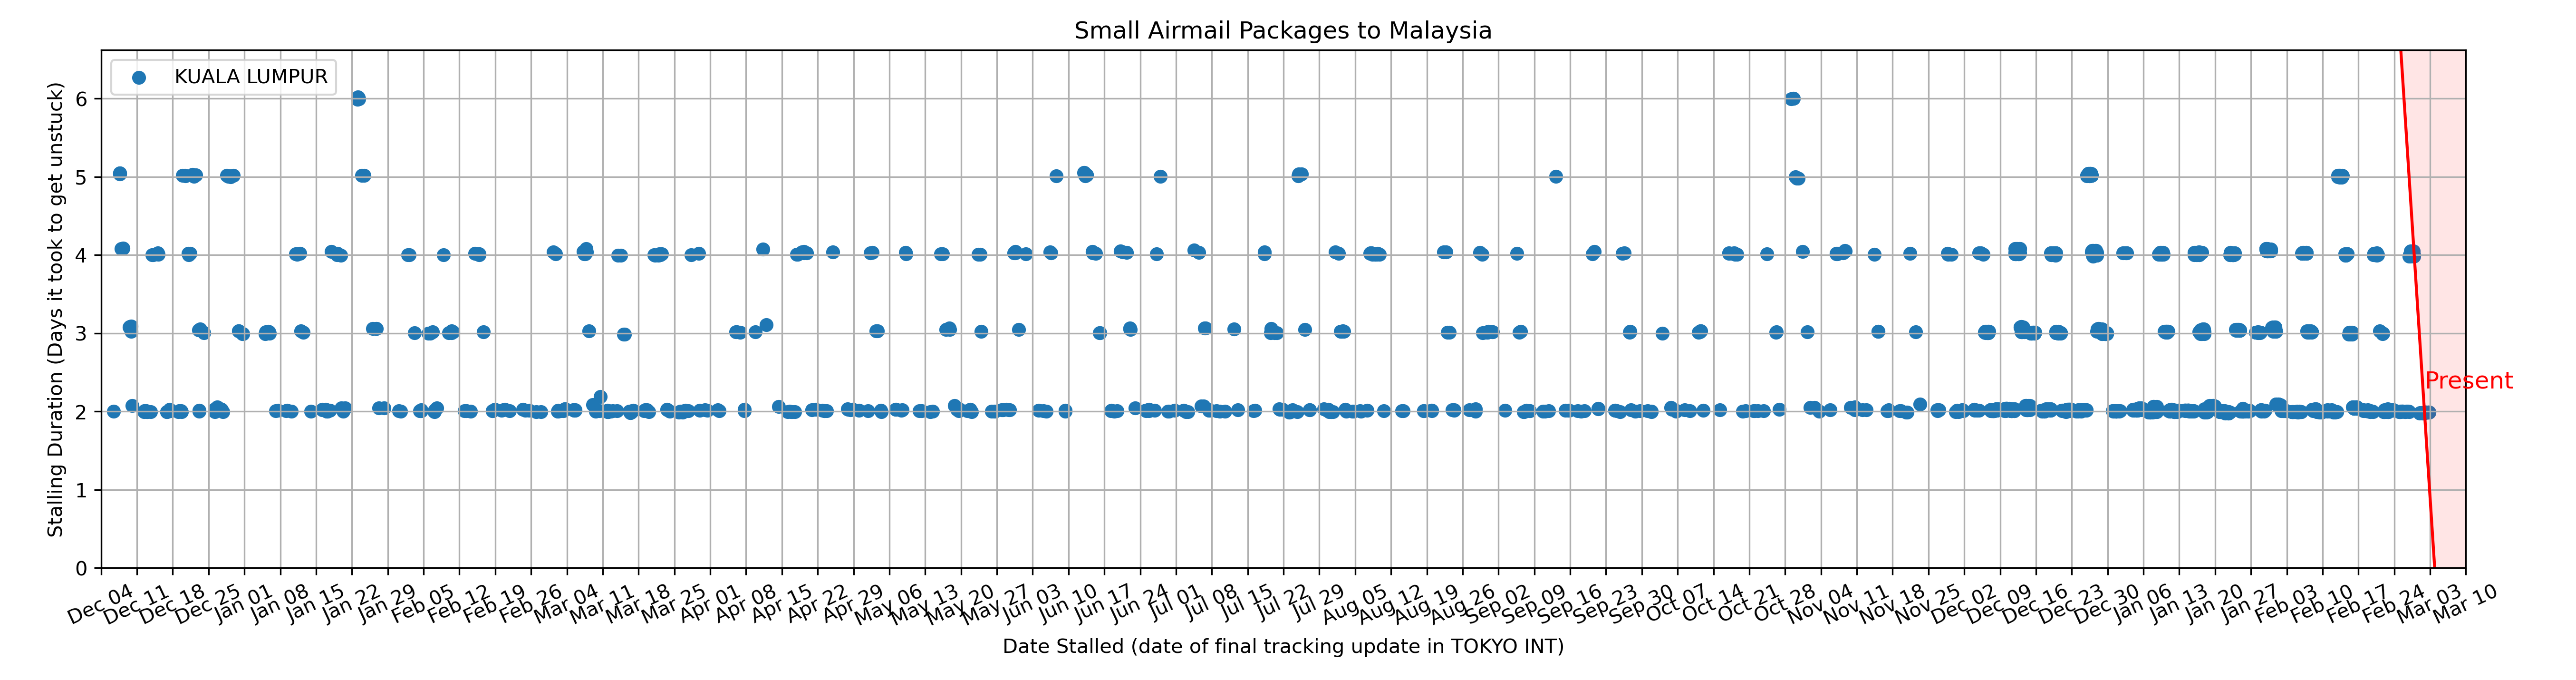 Small Airmail Packages to Malaysia
KUALA LUMPUR
Stalling Duration (Days it took to get unstuck)
6
5
4
3
2
1
0
Present
Dec 04
Dec 11
Dec 18
Dec 25
Jan 01
Jan 08
Jan 15
Jan 22
Jan 29
Feb 05
Feb 12
Feb 19
Feb 26
Mar 04
Mar 11
Mar 18
Mar 25
Apr 01
Apr 08
Apr 15
Apr 22
Apr 29
May 06
May 13
May 20
May 27
Jun 03
Jun 10
Jun 17
Jun 24
Jul 01
Jul 08
Jul 15
Jul 22
Jul 29
Aug 05
Aug 12
Aug 19
Aug 26
Sep 02
Sep 09
Sep 16
Sep 23
Sep 30
Oct 07
Oct 14
Oct 21
Oct 28
Nov 04
Nov 11
Nov 18
Nov 25
Dec 02
Dec 09
Dec 16
Dec 23
Dec 30
Jan 06
Jan 13
Jan 20
Jan 27
Feb 03
Feb 10
Feb 17
Feb 24
Mar 03
Mar 10
Date Stalled (date of final tracking update in TOKYO INT)